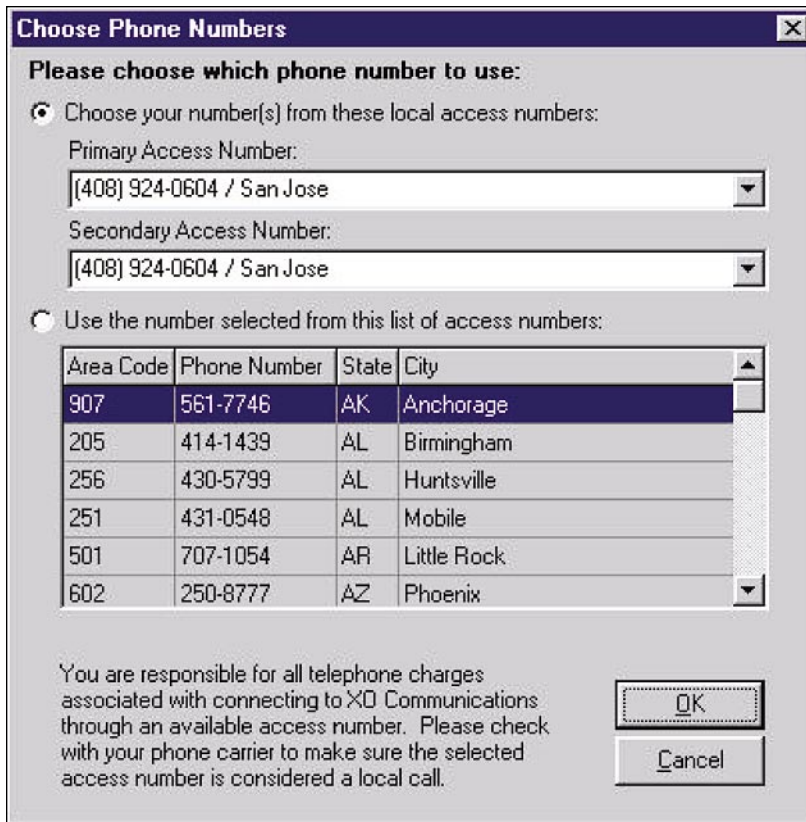 Choose Phone Numbers
Please choose which phone number to use:
Choose your number(s) from these local access numbers:
Primary Access Number:
(408) 924-0604 / San Jose
Secondary Access Number:
(408) 924-0604 / San Jose
Use the number selected from this list of access numbers:
Area Code Phone Number State City
907 561-7746 AK Anchorage
205 414-1439 AL Birmingham
256 430-5799 AL Huntsville
251 431-0548 AL Mobile
501 707-1054 AR Little Rock
602 250-8777 AZ Phoenix
You are responsible for all telephone charges
associated with connecting to XO Communications
through an available access number. Please check
with your phone carrier to make sure the selected
access number is considered a local call.
OK
Cancel